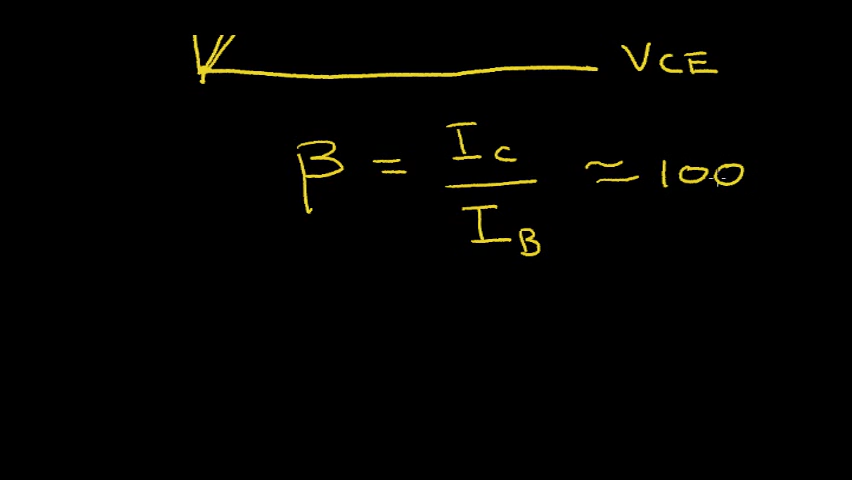 VCE
β = IC / IB ≈ 100